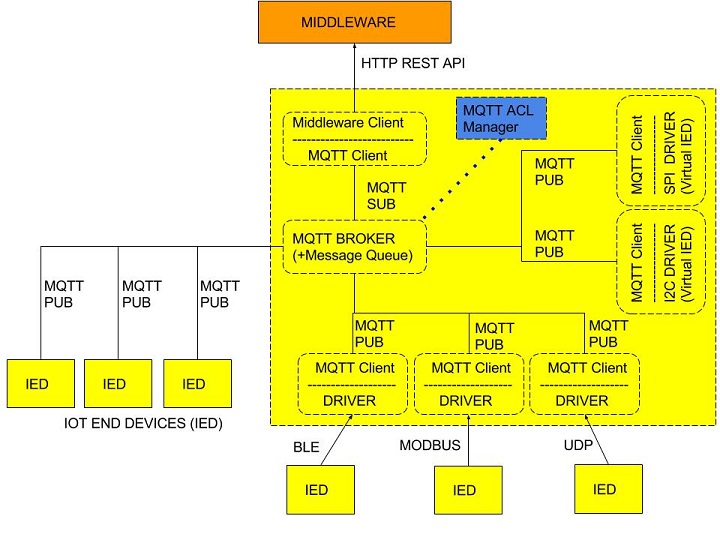 MIDDLEWARE
HTTP REST API
Middleware Client
MQTT Client
MQTT ACL
Manager
MQTT
SUB
MQTT
PUB
MQTT Client
SPI DRIVER
(Virtual IED)
MQTT BROKER
(+Message Queue)
MQTT
PUB
MQTT Client
I2C DRIVER
(Virtual IED)
MQTT
PUB
MQTT
PUB
MQTT
PUB
MQTT
PUB
MQTT
PUB
MQTT
PUB
IED
IED
IED
IOT END DEVICES (IED)
MQTT Client
DRIVER
MQTT Client
DRIVER
MQTT Client
DRIVER
BLE
MODBUS
UDP
IED
IED
IED